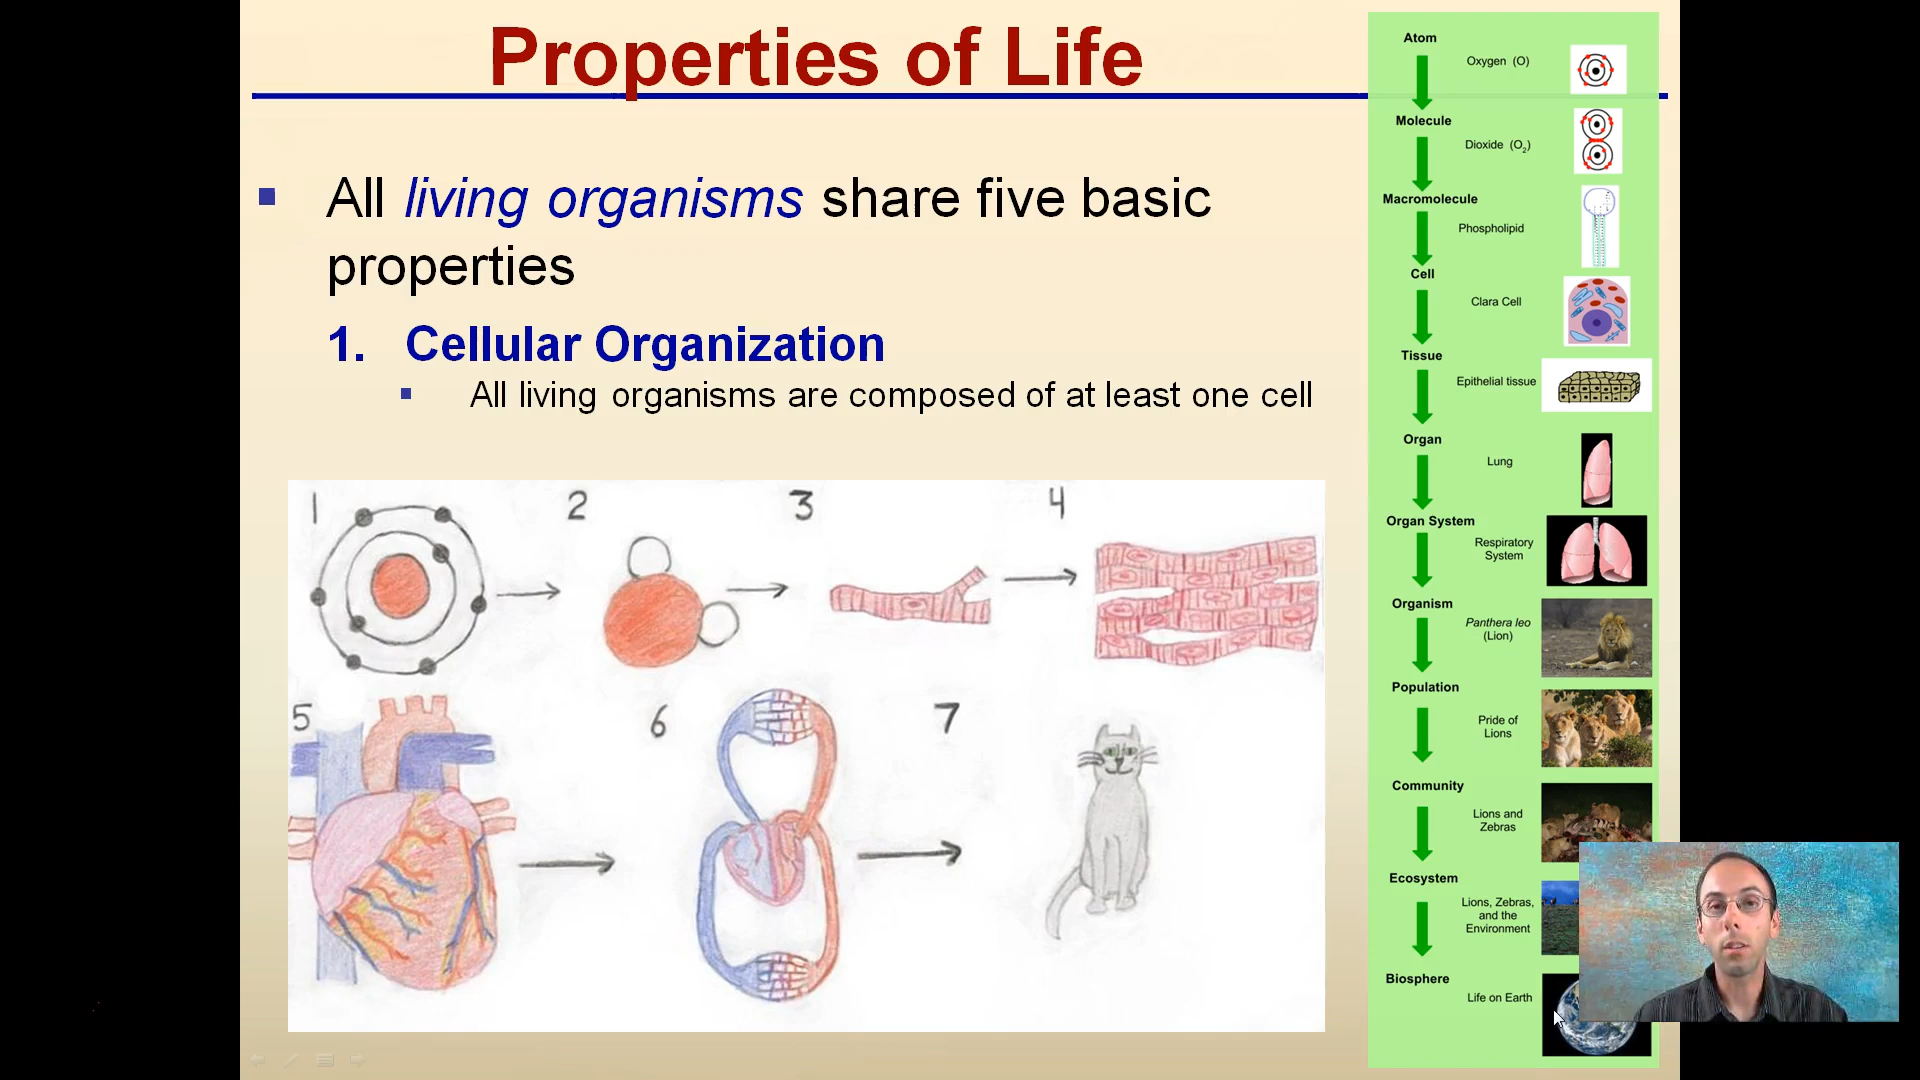 Properties of Life
▪ All living organisms share five basic
properties
1. Cellular Organization
▪ All living organisms are composed of at least one cell
1
2
3
4
5
6
7
Atom
Oxygen (O)
Molecule
Dioxide (O2)
Macromolecule
Phospholipid
Cell
Clara Cell
Tissue
Epithelial tissue
Organ
Lung
Organ System
Respiratory
System
Organism
Panthera leo
(Lion)
Population
Pride of
Lions
Community
Lions and
Zebras
Ecosystem
Lions, Zebras,
and the
Environment
Biosphere
Life on Earth